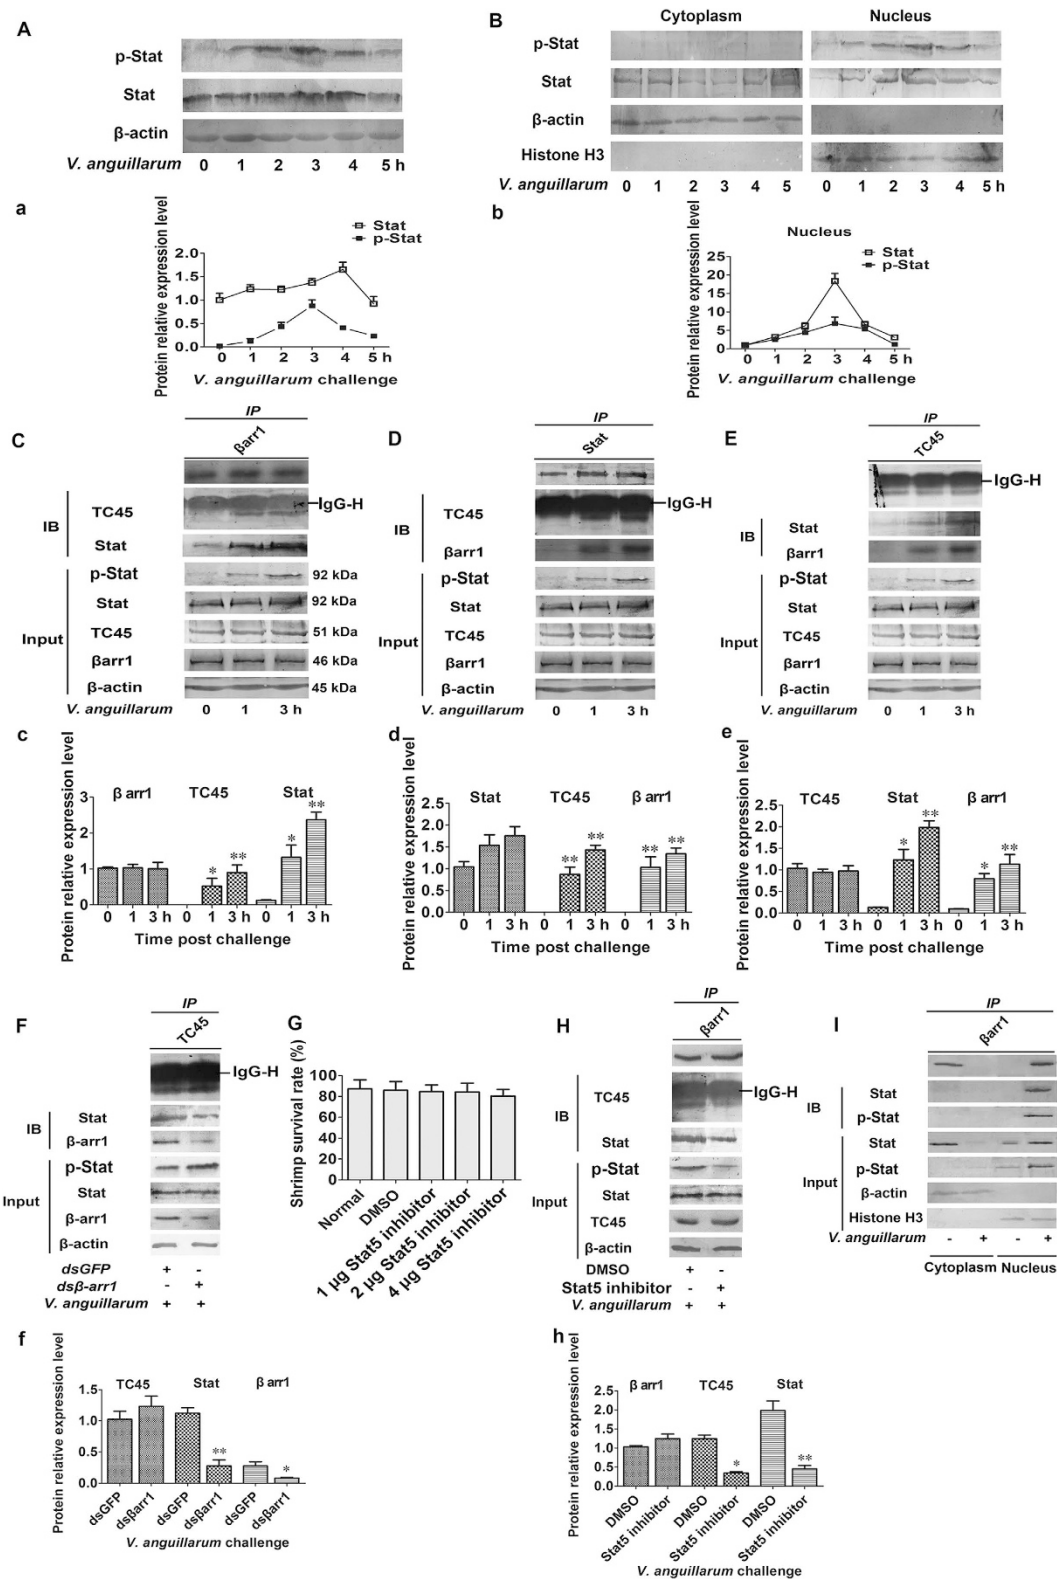 A
p-Stat
Stat
β-actin
V. anguillarum 0 1 2 3 4 5 h
B
Cytoplasm Nucleus
p-Stat
Stat
β-actin
Histone H3
V. anguillarum 0 1 2 3 4 5 0 1 2 3 4 5 h
a
Protein relative expression level
Stat
p-Stat
2.0
1.5
1.0
0.5
0.0
0 1 2 3 4 5 h
V. anguillarum challenge
b
Nucleus
Protein relative expression level
Stat
p-Stat
25
20
15
10
5
0
0 1 2 3 4 5 h
V. anguillarum challenge
C
IP
βarr1
IgG-H
IB
TC45
Stat
Input
p-Stat 92 kDa
Stat 92 kDa
TC45 51 kDa
βarr1 46 kDa
β-actin 45 kDa
V. anguillarum 0 1 3 h
D
IP
Stat
IgG-H
IB
TC45
βarr1
Input
p-Stat
Stat
TC45
βarr1
β-actin
V. anguillarum 0 1 3 h
E
IP
TC45
IgG-H
IB
Stat
βarr1
Input
p-Stat
Stat
TC45
βarr1
β-actin
V. anguillarum 0 1 3 h
c
Protein relative expression level
β arr1 TC45 Stat
3
2
1
0
* ** * **
0 1 3 h 0 1 3 h 0 1 3 h
Time post challenge
d
Protein relative expression level
Stat TC45 β arr1
2.5
2.0
1.5
1.0
0.5
0.0
** ** ** **
0 1 3 h 0 1 3 h 0 1 3 h
Time post challenge
e
Protein relative expression level
TC45 Stat β arr1
2.5
2.0
1.5
1.0
0.5
0.0
* ** * **
0 1 3 h 0 1 3 h 0 1 3 h
Time post challenge
F
IP
TC45
IgG-H
IB
Stat
β-arr1
Input
p-Stat
Stat
β-arr1
β-actin
dsGFP + -
dsβ-arr1 - +
V. anguillarum + +
G
Shrimp survival rate (%)
100
80
60
40
20
0
Normal
DMSO
1 μg Stat5 inhibitor
2 μg Stat5 inhibitor
4 μg Stat5 inhibitor
H
IP
βarr1
IgG-H
IB
TC45
Stat
Input
p-Stat
Stat
TC45
β-actin
DMSO + -
Stat5 inhibitor - +
V. anguillarum + +
I
IP
βarr1
IB
Stat
p-Stat
Input
Stat
p-Stat
β-actin
Histone H3
V. anguillarum - + - +
Cytoplasm Nucleus
f
Protein relative expression level
TC45 Stat β arr1
1.5
1.0
0.5
0.0
** *
dsGFP dsβarr1 dsGFP dsβarr1 dsGFP dsβarr1
V. anguillarum challenge
h
Protein relative expression level
β arr1 TC45 Stat
2.5
2.0
1.5
1.0
0.5
0.0
* **
DMSO Stat5 inhibitor DMSO Stat5 inhibitor DMSO Stat5 inhibitor
V. anguillarum challenge